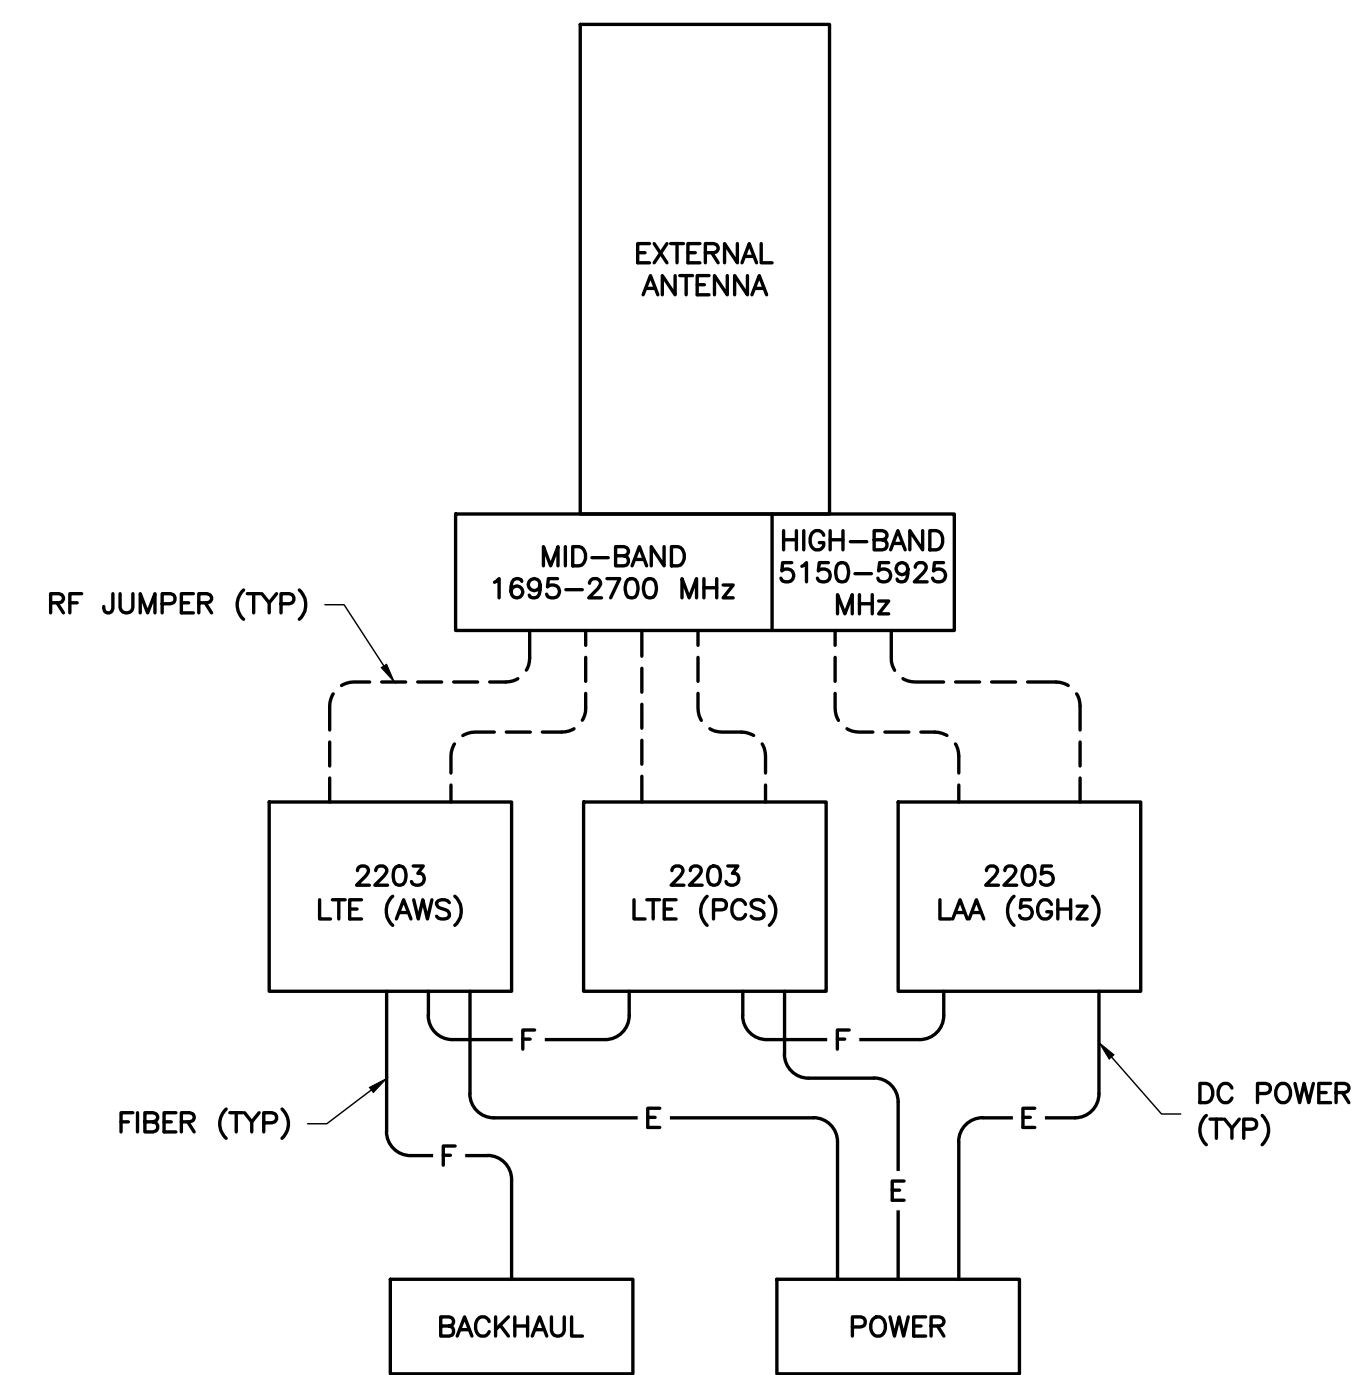 EXTERNAL
ANTENNA
MID-BAND
1695-2700 MHz
HIGH-BAND
5150-5925
MHz
RF JUMPER (TYP)
2203
LTE (AWS)
2203
LTE (PCS)
2205
LAA (5GHz)
F
F
FIBER (TYP)
DC POWER
(TYP)
E
E
F
E
BACKHAUL
POWER